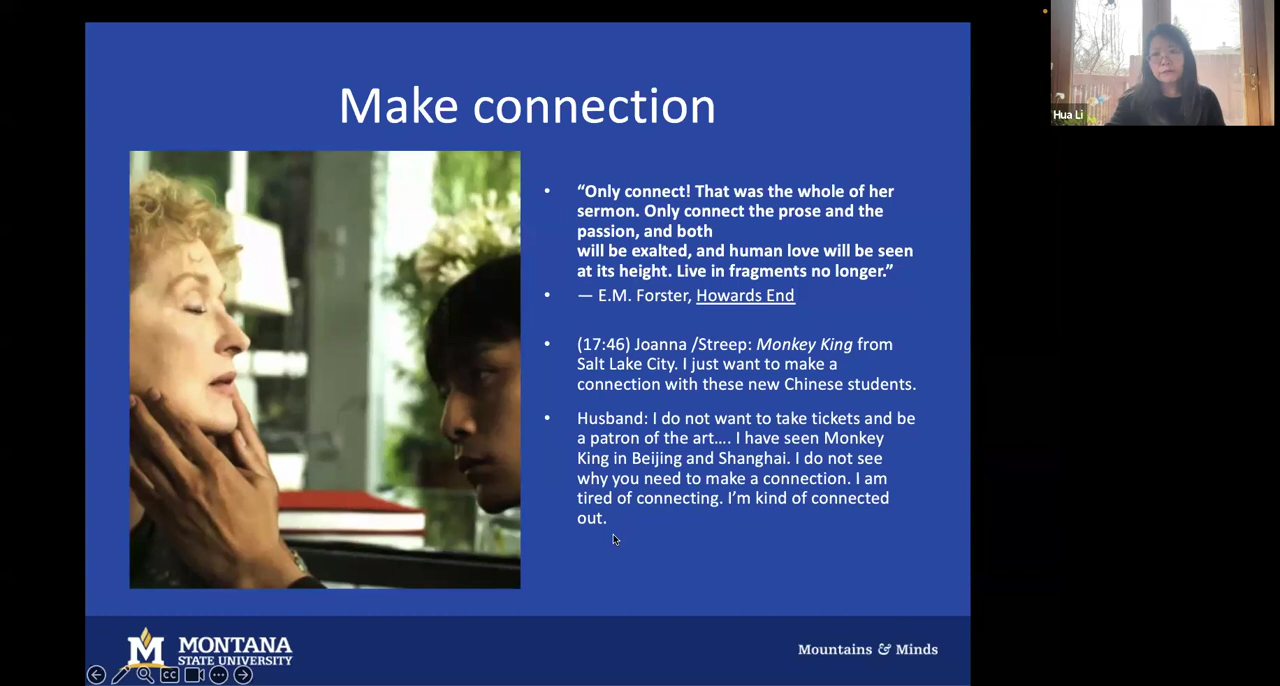 Make connection
“Only connect! That was the whole of her
sermon. Only connect the prose and the
passion, and both
will be exalted, and human love will be seen
at its height. Live in fragments no longer.”
— E.M. Forster, Howards End
(17:46) Joanna /Streep: Monkey King from
Salt Lake City. I just want to make a
connection with these new Chinese students.
Husband: I do not want to take tickets and be
a patron of the art…. I have seen Monkey
King in Beijing and Shanghai. I do not see
why you need to make a connection. I am
tired of connecting. I’m kind of connected
out.
M MONTANA
STATE UNIVERSITY
Mountains & Minds
CC
Hua Li